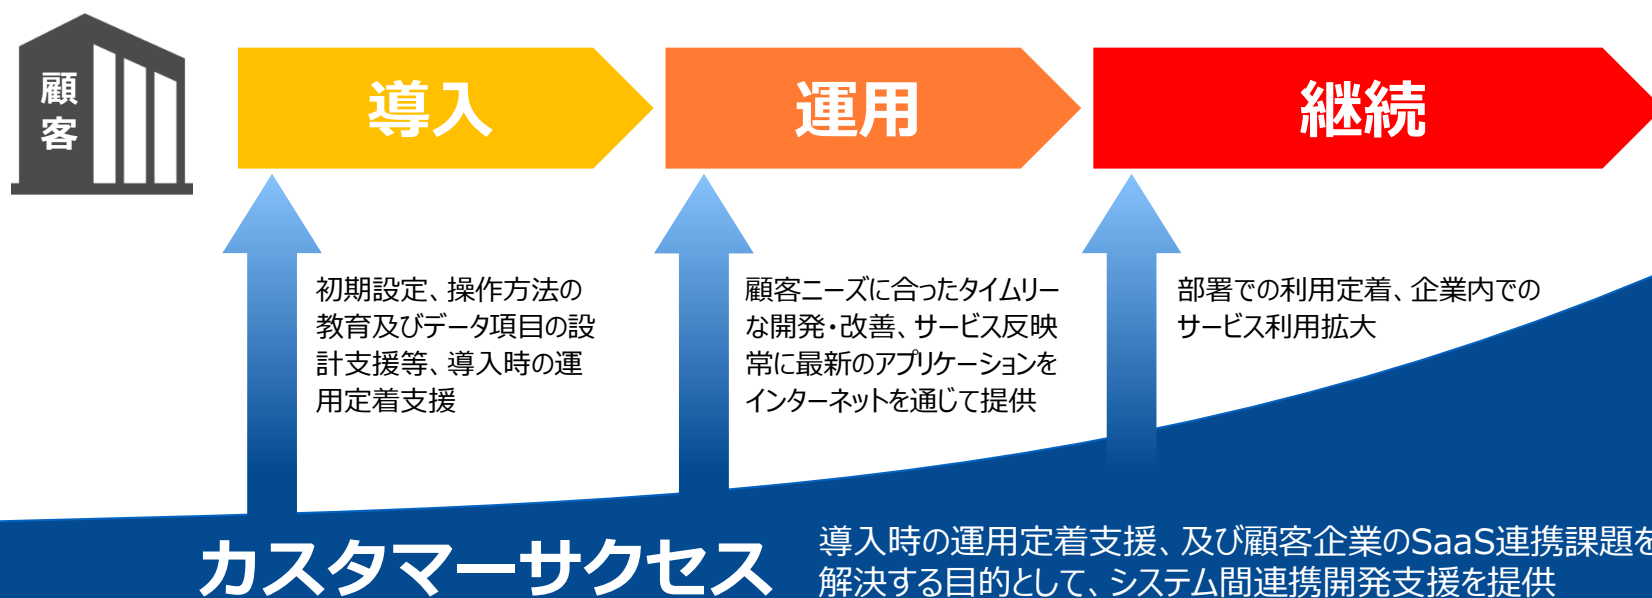 顧客
導入
運用
継続
初期設定、操作方法の
教育及びデータ項目の設
計支援等、導入時の運
用定着支援
顧客ニーズに合ったタイムリー
な開発・改善、サービス反映
常に最新のアプリケーションを
インターネットを通じて提供
部署での利用定着、企業内での
サービス利用拡大
カスタマーサクセス
導入時の運用定着支援、及び顧客企業のSaaS連携課題を
解決する目的として、システム間連携開発支援を提供